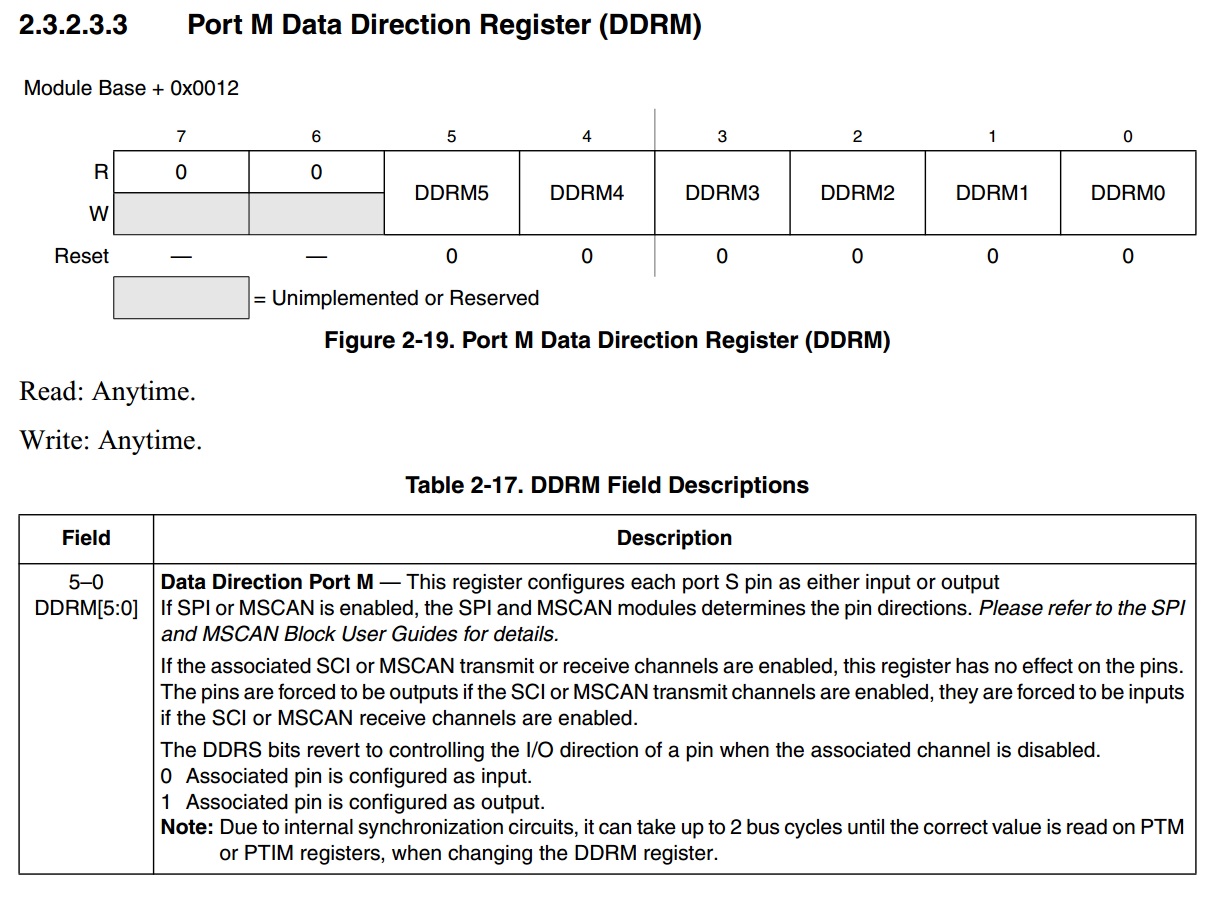 2.3.2.3.3 Port M Data Direction Register (DDRM)
Module Base + 0x0012
7 6 5 4 3 2 1 0
R 0 0 DDRM5 DDRM4 DDRM3 DDRM2 DDRM1 DDRM0
W
Reset — — 0 0 0 0 0 0
= Unimplemented or Reserved
Figure 2-19. Port M Data Direction Register (DDRM)
Read: Anytime.
Write: Anytime.
Table 2-17. DDRM Field Descriptions
Field Description
5–0 Data Direction Port M — This register configures each port S pin as either input or output
DDRM[5:0] If SPI or MSCAN is enabled, the SPI and MSCAN modules determines the pin directions. Please refer to the SPI
and MSCAN Block User Guides for details.
If the associated SCI or MSCAN transmit or receive channels are enabled, this register has no effect on the pins.
The pins are forced to be outputs if the SCI or MSCAN transmit channels are enabled, they are forced to be inputs
if the SCI or MSCAN receive channels are enabled.
The DDRS bits revert to controlling the I/O direction of a pin when the associated channel is disabled.
0 Associated pin is configured as input.
1 Associated pin is configured as output.
Note: Due to internal synchronization circuits, it can take up to 2 bus cycles until the correct value is read on PTM
or PTIM registers, when changing the DDRM register.